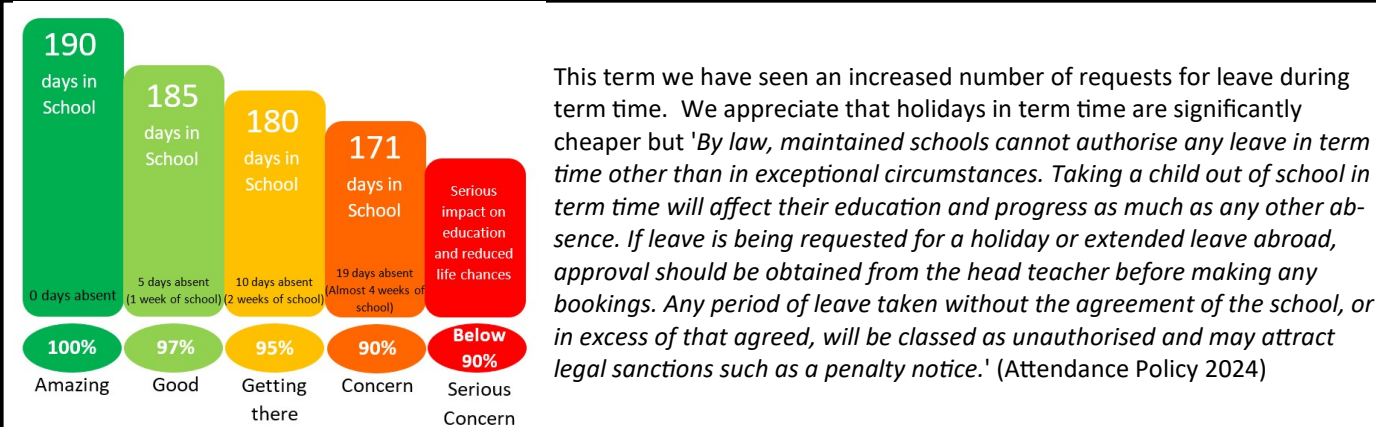 190
days in
School
0 days absent
100%
Amazing
185
days in
School
5 days absent
(1 week of school)
97%
Good
180
days in
School
10 days absent
(2 weeks of school)
95%
Getting
there
171
days in
School
19 days absent
(Almost 4 weeks of
school)
90%
Concern
Serious
impact on
education
and reduced
life chances
Below
90%
Serious
Concern
This term we have seen an increased number of requests for leave during
term time.  We appreciate that holidays in term time are significantly
cheaper but 'By law, maintained schools cannot authorise any leave in term
time other than in exceptional circumstances. Taking a child out of school in
term time will affect their education and progress as much as any other ab-
sence. If leave is being requested for a holiday or extended leave abroad,
approval should be obtained from the head teacher before making any
bookings. Any period of leave taken without the agreement of the school, or
in excess of that agreed, will be classed as unauthorised and may attract
legal sanctions such as a penalty notice.' (Attendance Policy 2024)